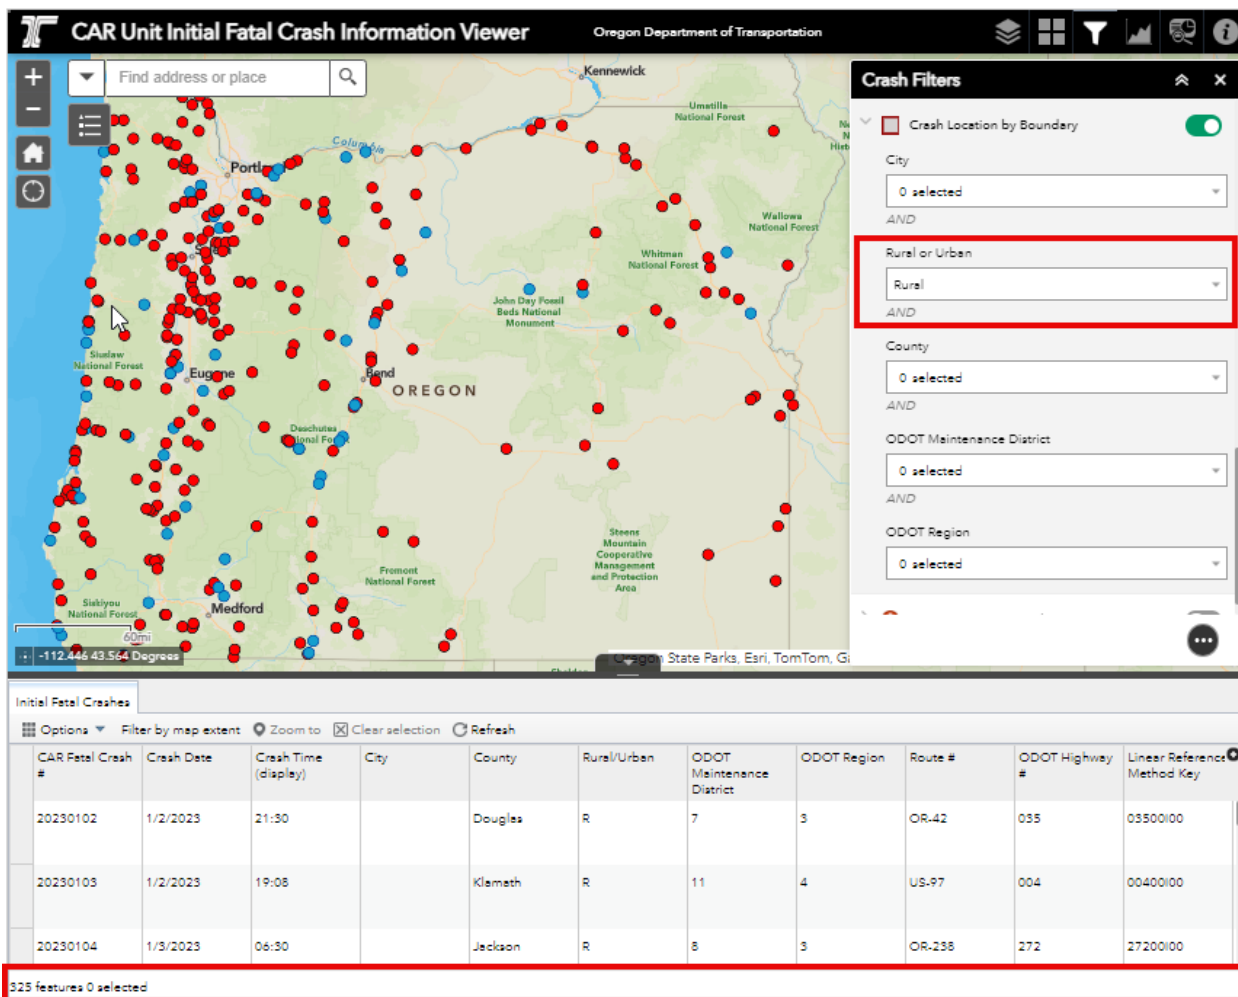 CAR Unit Initial Fatal Crash Information Viewer
Oregon Department of Transportation
Find address or place
Kennewick
Umatilla
National Forest
Columbia
Crash Filters
Crash Location by Boundary
City
0 selected
AND
Rural or Urban
Rural
AND
County
0 selected
AND
ODOT Maintenance District
0 selected
AND
ODOT Region
0 selected
Wallowa
National Forest
Whitman
National Forest
John Day Fossil
Beds National
Monument
Siuslaw
National Forest
Bend
OREGON
Deschutes
Steens
Mountain
Cooperative
Management
and Protection
Area
Fremont
National Forest
Siskiyou
National Forest
Medford
60mi
-112.446 43.564 Degrees
Oregon State Parks, Esri, TomTom, G
Initial Fatal Crashes
Options Filter by map extent Zoom to Clear selection Refresh
CAR Fatal Crash # Crash Date Crash Time (display) City County Rural/Urban ODOT Maintenance District ODOT Region Route # ODOT Highway # Linear Reference Method Key
20230102 1/2/2023 21:30 Douglas R 7 3 OR-42 035 03500I00
20230103 1/2/2023 19:08 Klamath R 11 4 US-97 004 00400I00
20230104 1/3/2023 06:30 Jackson R 8 3 OR-238 272 27200I00
325 features 0 selected